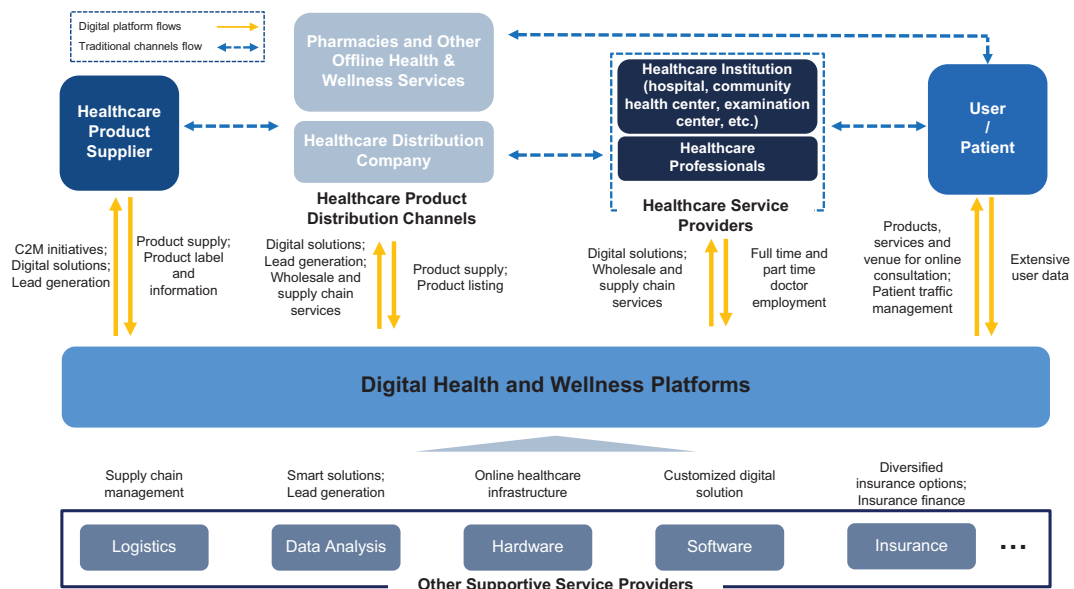 Digital platform flows
Traditional channels flow
Pharmacies and Other
Offline Health &
Wellness Services
Healthcare
Product
Supplier
Healthcare Distribution
Company
Healthcare Product
Distribution Channels
Healthcare Institution
(hospital, community
health center, examination
center, etc.)
Healthcare
Professionals
Healthcare Service
Providers
User
/
Patient
C2M initiatives;
Digital solutions;
Lead generation
Product supply;
Product label
and
information
Digital solutions;
Lead generation;
Wholesale and
supply chain
services
Product supply;
Product listing
Digital solutions;
Wholesale and
supply chain
services
Full time and
part time
doctor
employment
Products,
services and
venue for online
consultation;
Patient traffic
management
Extensive
user data
Digital Health and Wellness Platforms
Supply chain
management
Smart solutions;
Lead generation
Online healthcare
infrastructure
Customized digital
solution
Diversified
insurance options;
Insurance finance
Logistics
Data Analysis
Hardware
Software
Insurance
...
Other Supportive Service Providers